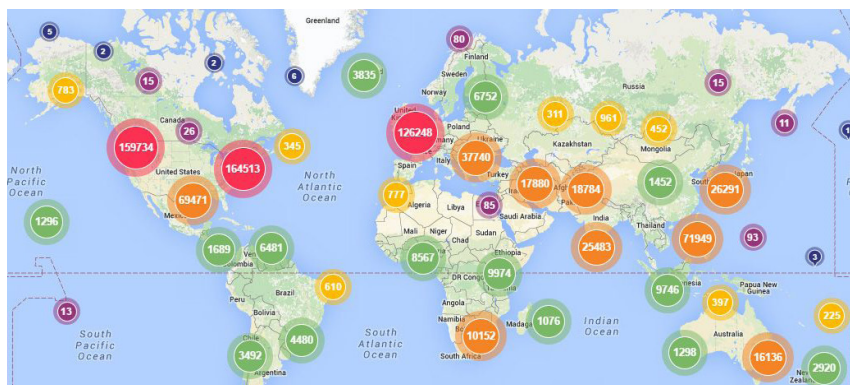 Greenland
5
80
2
2
Finland
15
6
3835
Sweden
Russia
15
783
Norway
6752
United
311
961
11
Canada
26
126248
Poland
452
159734
345
Ukraine
Kazakhstan
Mongolia
164513
Italy
37740
North
Pacific
Ocean
United States
Spain
Turkey
17880
18784
1452
South
Japan
26291
North
Atlantic
Ocean
777
69471
Algeria
Libya
85
Saudi Arabia
India
1296
Mali
Niger
Chad
Sudan
Thailand
71949
93
1689
6481
8567
Ethiopia
25483
3
Colombia
DR Congo
9974
9746
610
Papua New
Guinea
Brazil
Peru
Angola
397
13
Bolivia
1076
225
South
Pacific
Ocean
4480
South
Atlantic
Ocean
Namibia
10152
Indian
Ocean
Australia
Chile
3492
South Africa
1298
16136
2920
Argentina